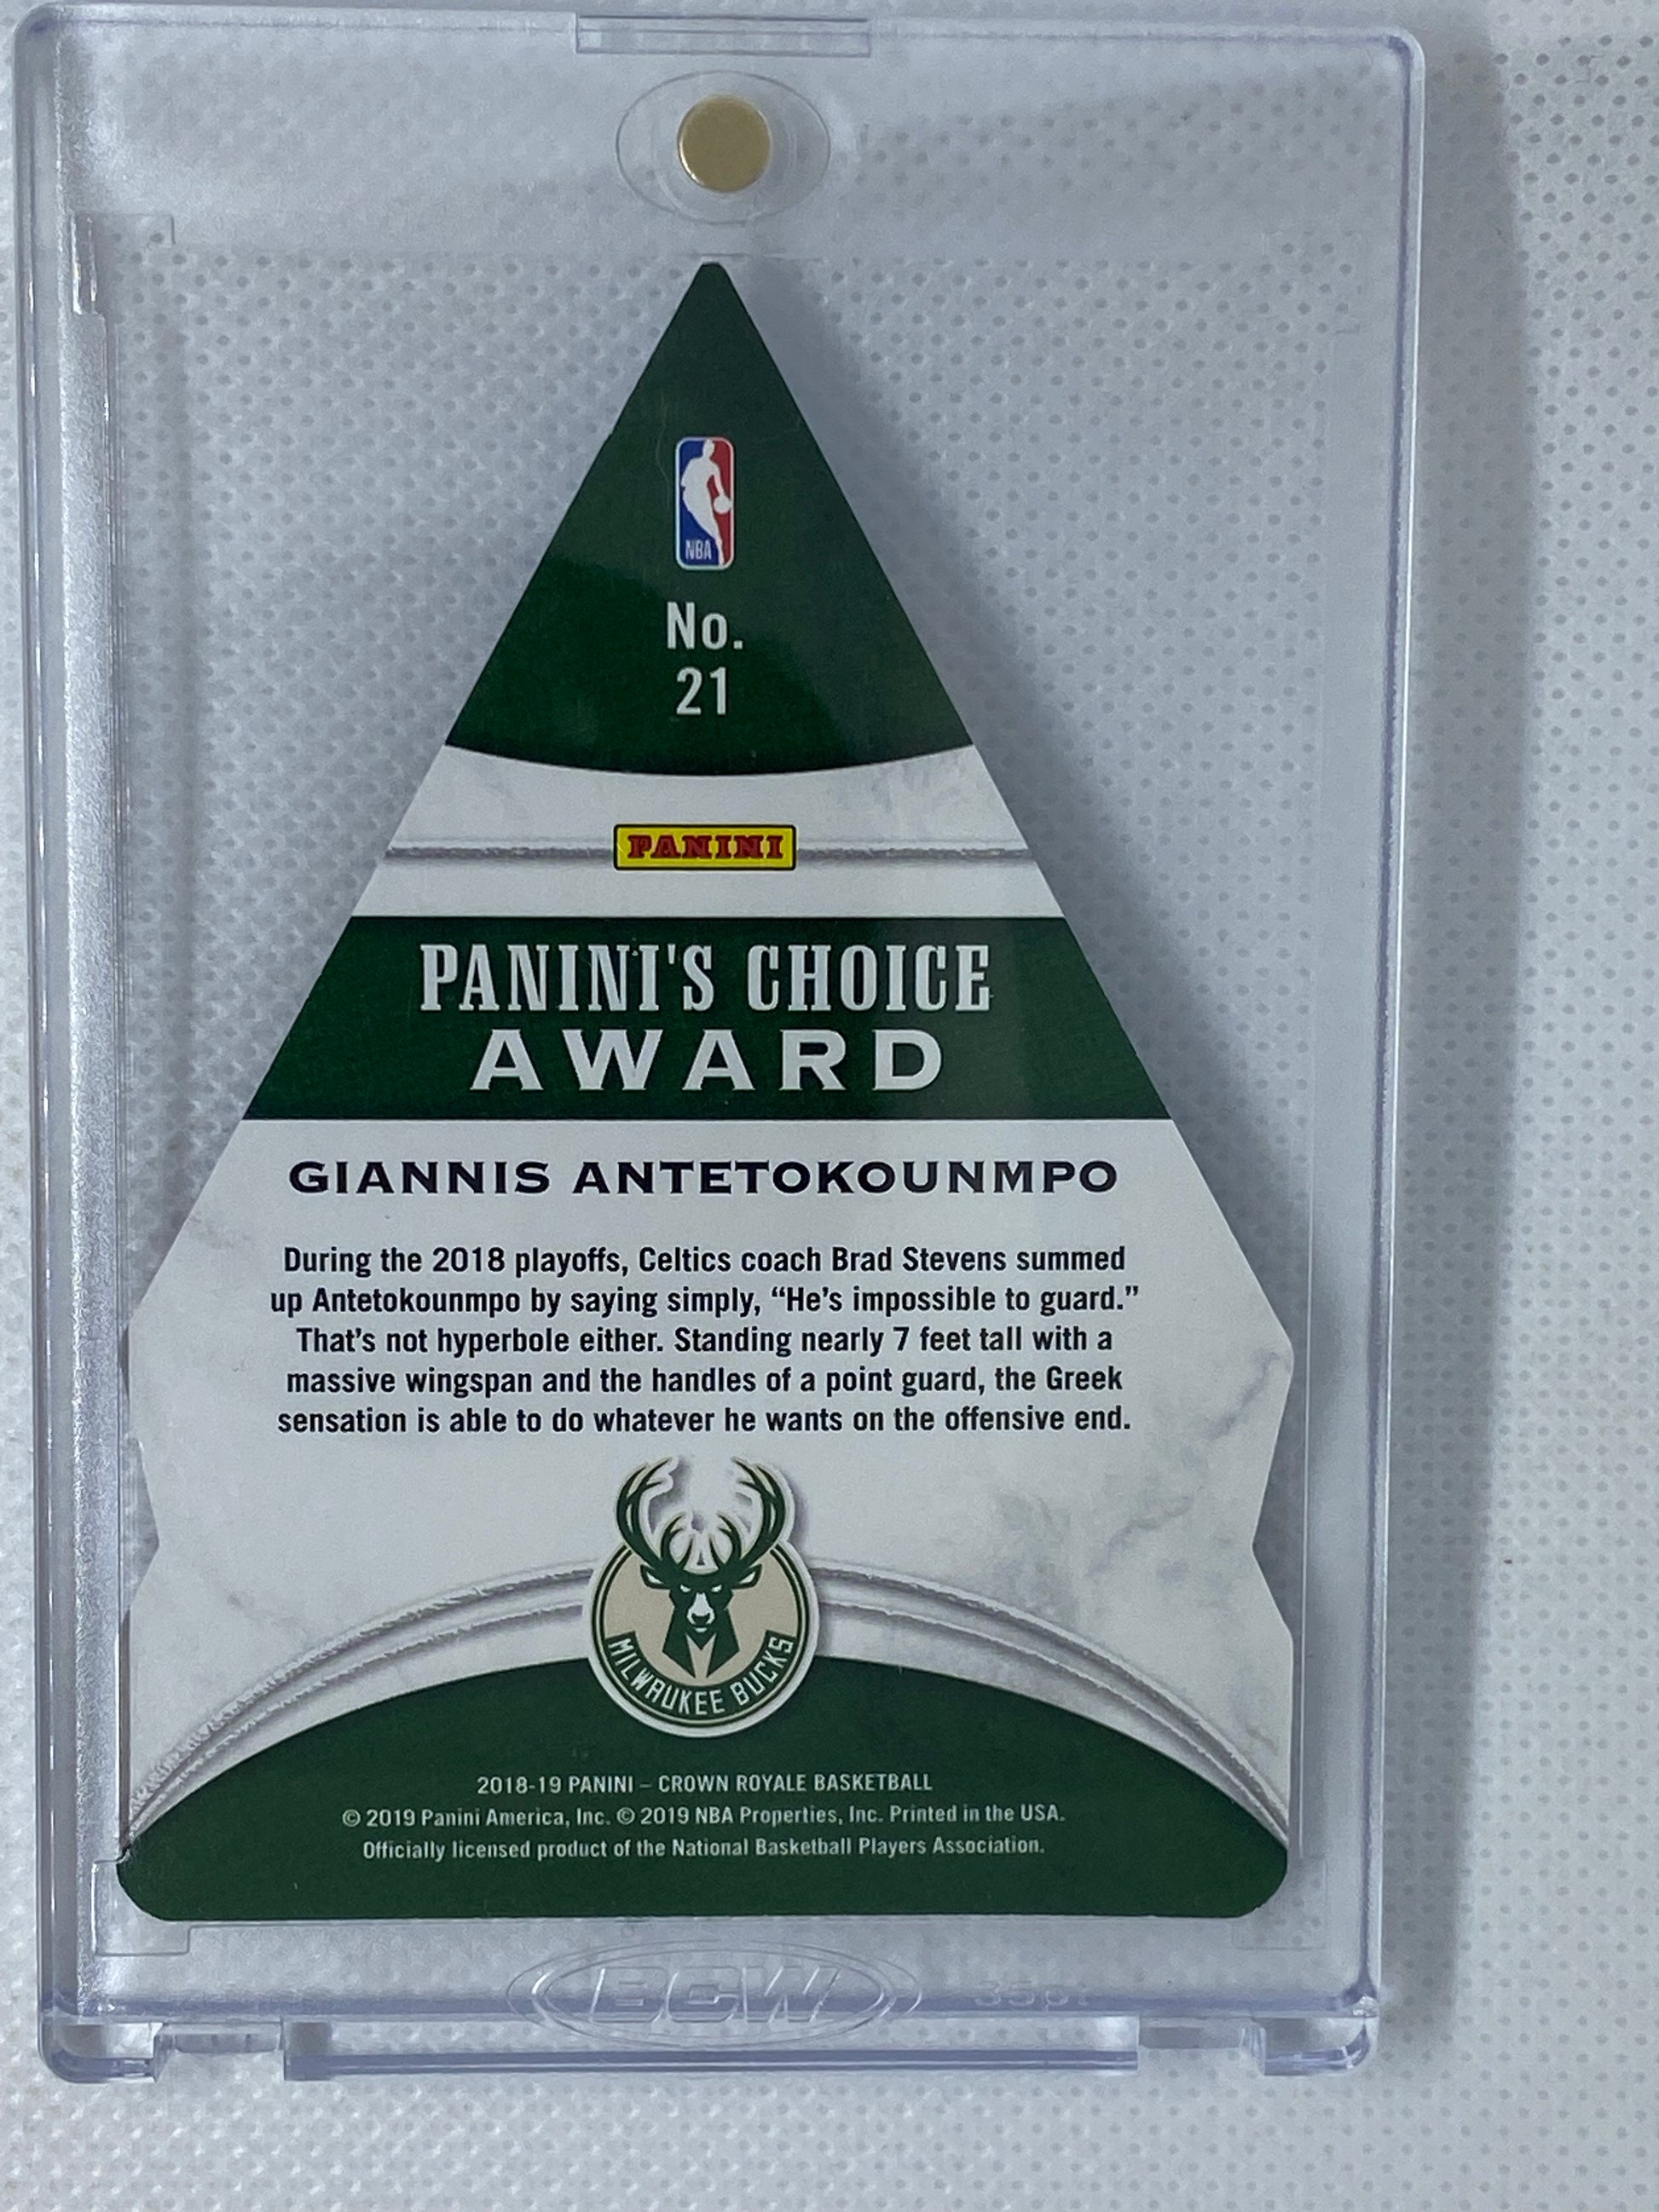 NBA
No.
21
PANINI
PANINI'S CHOICE
AWARD
GIANNIS ANTETOKOUNMPO
During the 2018 playoffs, Celtics coach Brad Stevens summed
up Antetokounmpo by saying simply, “He’s impossible to guard.”
That’s not hyperbole either. Standing nearly 7 feet tall with a
massive wingspan and the handles of a point guard, the Greek
sensation is able to do whatever he wants on the offensive end.
MILWAUKEE BUCKS
2018-19 PANINI – CROWN ROYALE BASKETBALL
© 2019 Panini America, Inc. © 2019 NBA Properties, Inc. Printed in the USA.
Officially licensed product of the National Basketball Players Association.
BCW 35pt